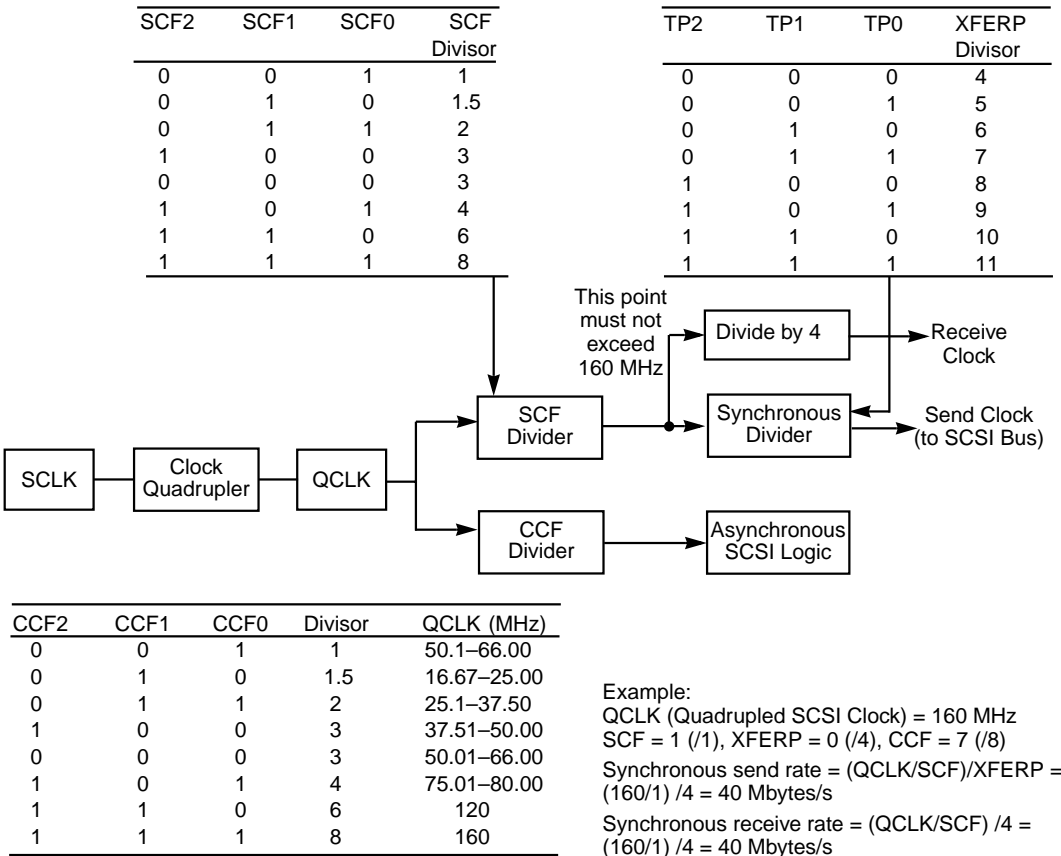 SCF2 SCF1 SCF0 SCF Divisor
0 0 1 1
0 1 0 1.5
0 1 1 2
1 0 0 3
0 0 0 3
1 0 1 4
1 1 0 6
1 1 1 8
TP2 TP1 TP0 XFERP Divisor
0 0 0 4
0 0 1 5
0 1 0 6
0 1 1 7
1 0 0 8
1 0 1 9
1 1 0 10
1 1 1 11
This point
must not
exceed
160 MHz
Divide by 4
Receive
Clock
SCF
Divider
Synchronous
Divider
Send Clock
(to SCSI Bus)
SCLK
Clock
Quadrupler
QCLK
CCF
Divider
Asynchronous
SCSI Logic
CCF2 CCF1 CCF0 Divisor QCLK (MHz)
0 0 1 1 50.1–66.00
0 1 0 1.5 16.67–25.00
0 1 1 2 25.1–37.50
1 0 0 3 37.51–50.00
0 0 0 3 50.01–66.00
1 0 1 4 75.01–80.00
1 1 0 6 120
1 1 1 8 160
Example:
QCLK (Quadrupled SCSI Clock) = 160 MHz
SCF = 1 (/1), XFERP = 0 (/4), CCF = 7 (/8)
Synchronous send rate = (QCLK/SCF)/XFERP =
(160/1) /4 = 40 Mbytes/s
Synchronous receive rate = (QCLK/SCF) /4 =
(160/1) /4 = 40 Mbytes/s